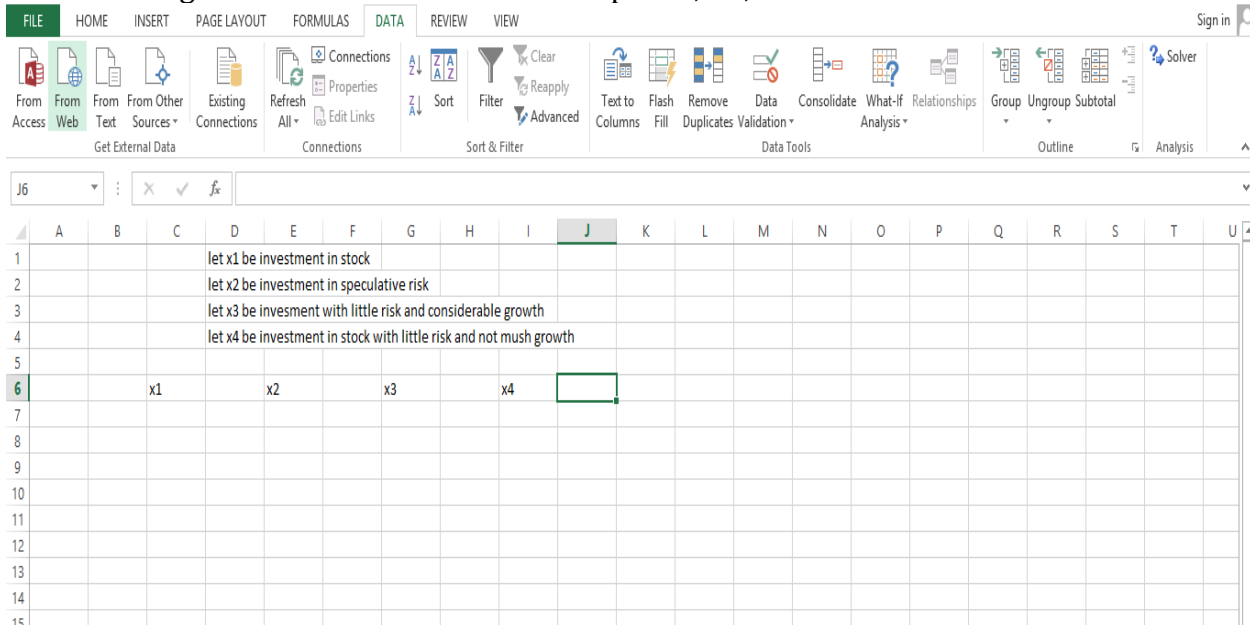 FILE HOME INSERT PAGE LAYOUT FORMULAS DATA REVIEW VIEW Sign in
Connections Clear Solver
Properties Reapply
Edit Links Advanced
From Access From Web From Text From Other Sources Existing Connections Refresh All Sort Filter Text to Columns Flash Fill Remove Duplicates Data Validation Consolidate What-If Analysis Relationships Group Ungroup Subtotal
Get External Data Connections Sort & Filter Data Tools Outline Analysis
J6 fx
A B C D E F G H I J K L M N O P Q R S T U
1 let x1 be investment in stock
2 let x2 be investment in speculative risk
3 let x3 be invesment with little risk and considerable growth
4 let x4 be investment in stock with little risk and not mush growth
5
6 x1 x2 x3 x4
7
8
9
10
11
12
13
14
15